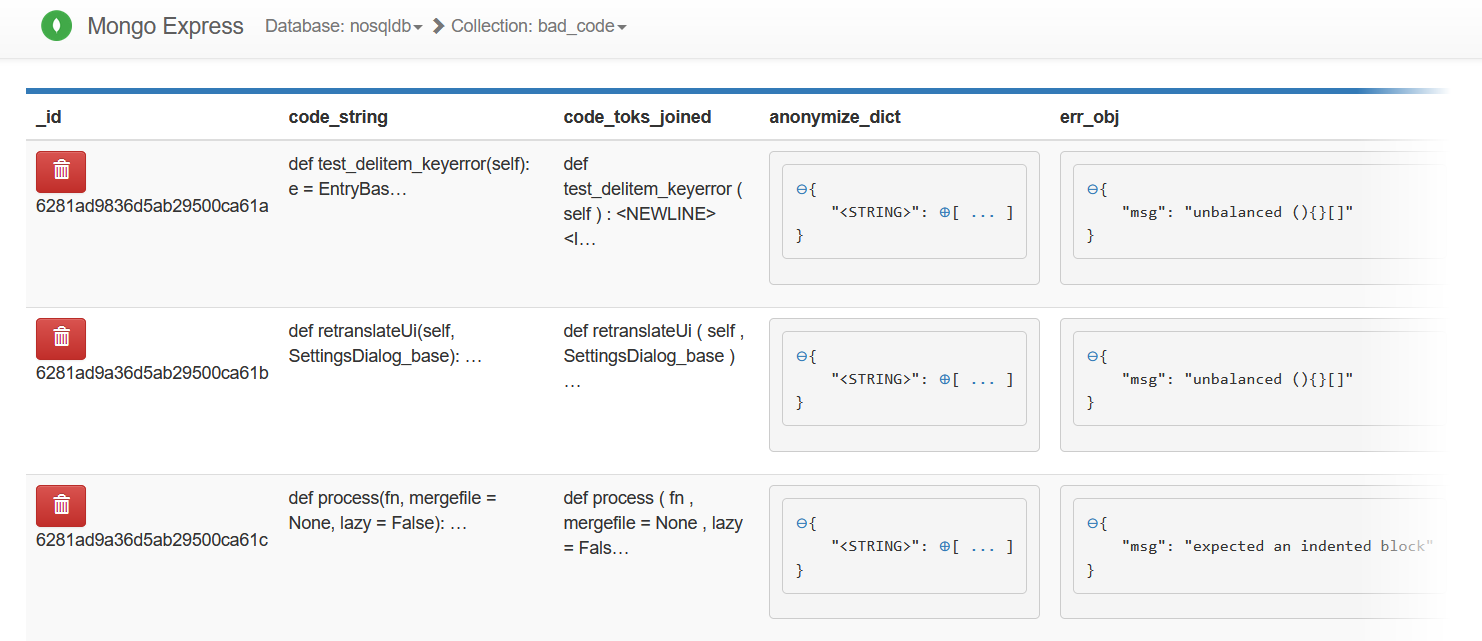 Mongo Express Database: nosqldb Collection: bad_code
_id code_string code_toks_joined anonymize_dict err_obj
6281ad9836d5ab29500ca61a
def test_delitem_keyerror(self):
e = EntryBas…
def
test_delitem_keyerror (
self ) : <NEWLINE>
<I…
{
"<STRING>": [ ... ]
}
{
"msg": "unbalanced (){}[]"
}
6281ad9a36d5ab29500ca61b
def retranslateUi(self,
SettingsDialog_base): …
def retranslateUi ( self ,
SettingsDialog_base )
…
{
"<STRING>": [ ... ]
}
{
"msg": "unbalanced (){}[]"
}
6281ad9a36d5ab29500ca61c
def process(fn, mergefile =
None, lazy = False): …
def process ( fn ,
mergefile = None , lazy
= Fals…
{
"<STRING>": [ ... ]
}
{
"msg": "expected an indented block"
}